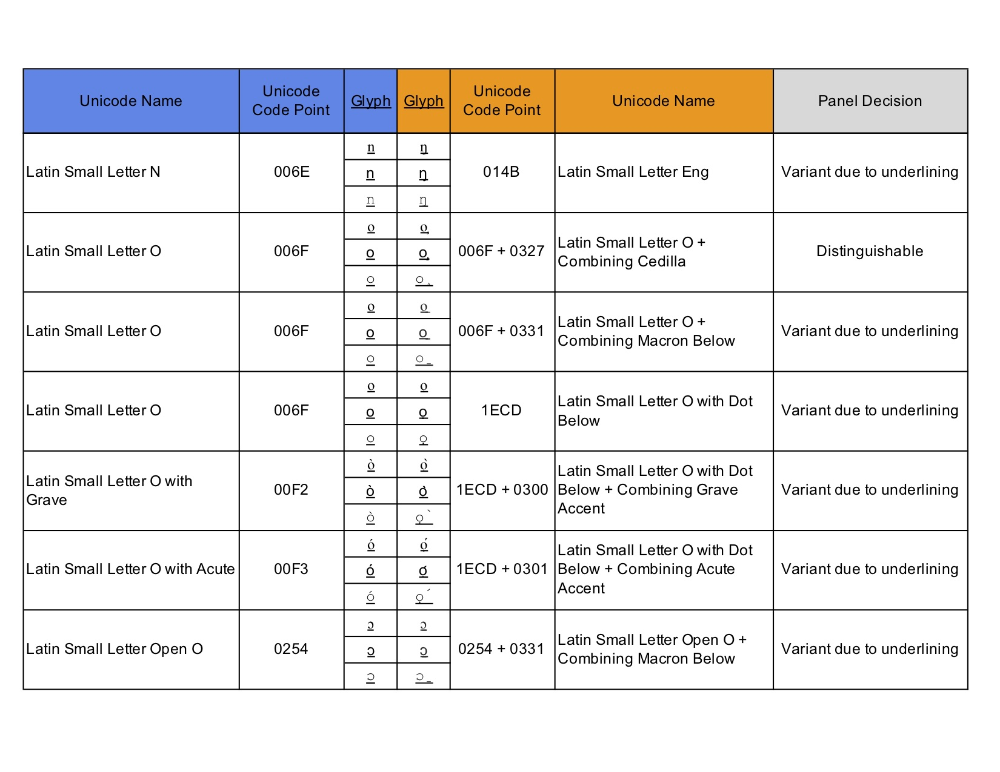 Unicode Name
Unicode
Code Point
Glyph
Glyph
Unicode
Code Point
Unicode Name
Panel Decision
Latin Small Letter N
006E
n
ŋ
n
ŋ
n
ŋ
014B
Latin Small Letter Eng
Variant due to underlining
Latin Small Letter O
006F
o
o̧
o
o̧
o
o̧
006F + 0327
Latin Small Letter O +
Combining Cedilla
Distinguishable
Latin Small Letter O
006F
o
o̱
o
o̱
o
o̱
006F + 0331
Latin Small Letter O +
Combining Macron Below
Variant due to underlining
Latin Small Letter O
006F
o
ọ
o
ọ
o
ọ
1ECD
Latin Small Letter O with Dot
Below
Variant due to underlining
Latin Small Letter O with
Grave
00F2
ò
ọ̀
ò
ọ̀
ò
ọ̀
1ECD + 0300
Latin Small Letter O with Dot
Below + Combining Grave
Accent
Variant due to underlining
Latin Small Letter O with Acute
00F3
ó
ọ́
ó
ọ́
ó
ọ́
1ECD + 0301
Latin Small Letter O with Dot
Below + Combining Acute
Accent
Variant due to underlining
Latin Small Letter Open O
0254
ɔ
ɔ̱
ɔ
ɔ̱
ɔ
ɔ̱
0254 + 0331
Latin Small Letter Open O +
Combining Macron Below
Variant due to underlining